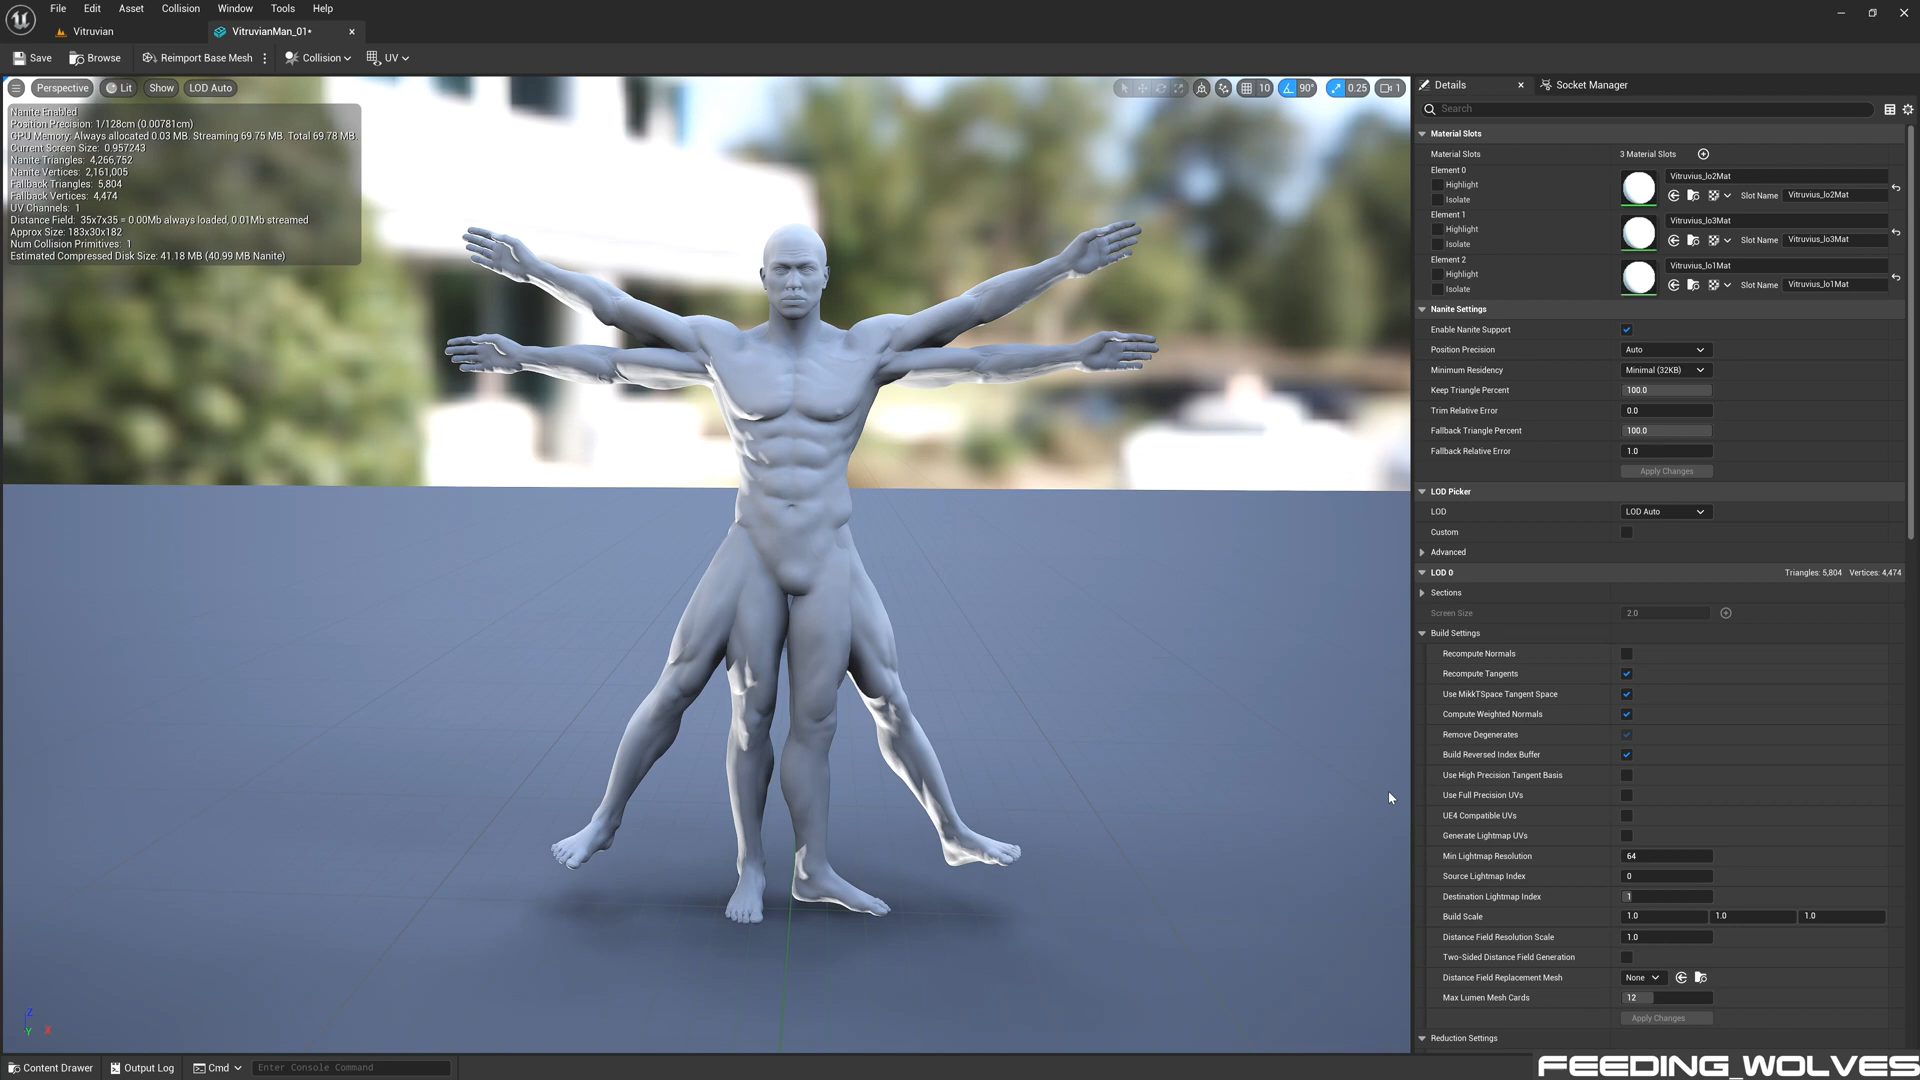 File Edit Asset Collision Window Tools Help
Vitruvian VitruvianMan_01*
Save Browse Reimport Base Mesh Collision UV
Perspective Lit Show LOD Auto 10 90° 0.25 1
Nanite Enabled
Position Precision: 1/128cm (0.00781cm)
GPU Memory: Always allocated 0.03 MB. Streaming 69.75 MB. Total 69.78 MB.
Current Screen Size: 0.957243
Nanite Triangles: 4,266,752
Nanite Vertices: 2,161,005
Fallback Triangles: 5,804
Fallback Vertices: 4,474
UV Channels: 1
Distance Field: 35x7x35 = 0.00Mb always loaded, 0.01Mb streamed
Approx Size: 183x30x182
Num Collision Primitives: 1
Estimated Compressed Disk Size: 41.18 MB (40.99 MB Nanite)
Z
Y X
Details Socket Manager
Search
Material Slots
Material Slots 3 Material Slots
Element 0 Vitruvius_lo2Mat
Highlight
Isolate Slot Name Vitruvius_lo2Mat
Element 1 Vitruvius_lo3Mat
Highlight
Isolate Slot Name Vitruvius_lo3Mat
Element 2 Vitruvius_lo1Mat
Highlight
Isolate Slot Name Vitruvius_lo1Mat
Nanite Settings
Enable Nanite Support
Position Precision Auto
Minimum Residency Minimal (32KB)
Keep Triangle Percent 100.0
Trim Relative Error 0.0
Fallback Triangle Percent 100.0
Fallback Relative Error 1.0
Apply Changes
LOD Picker
LOD LOD Auto
Custom
Advanced
LOD 0 Triangles: 5,804 Vertices: 4,474
Sections
Screen Size 2.0
Build Settings
Recompute Normals
Recompute Tangents
Use MikkTSpace Tangent Space
Compute Weighted Normals
Remove Degenerates
Build Reversed Index Buffer
Use High Precision Tangent Basis
Use Full Precision UVs
UE4 Compatible UVs
Generate Lightmap UVs
Min Lightmap Resolution 64
Source Lightmap Index 0
Destination Lightmap Index 1
Build Scale 1.0 1.0 1.0
Distance Field Resolution Scale 1.0
Two-Sided Distance Field Generation
Distance Field Replacement Mesh None
Max Lumen Mesh Cards 12
Apply Changes
Reduction Settings
Content Drawer Output Log Cmd Enter Console Command
FEEDING_WOLVES